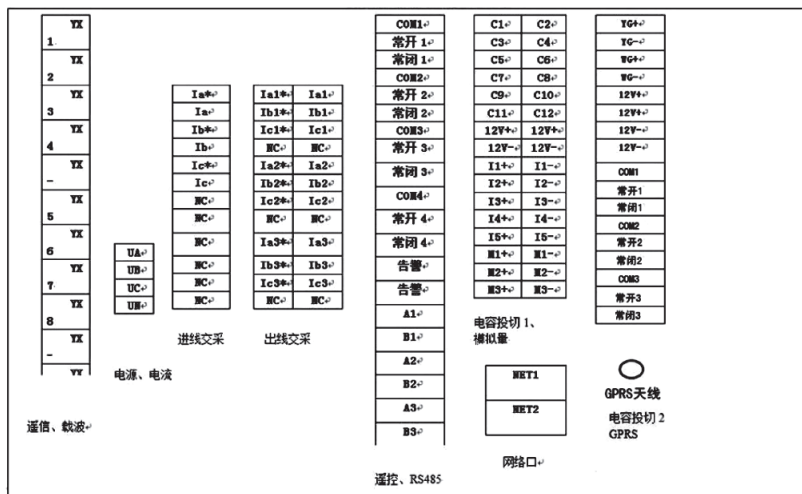 YX
1
YX
2
YX
3
YX
4
YX
-
YX
5
YX
6
YX
7
YX
8
YX
-
YX
遥信、载波
UA
UB
UC
UN
电源、电流
Ia*
Ia
Ib*
Ib
Ic*
Ic
NC
NC
NC
NC
NC
NC
进线交采
Ia1* Ia1
Ib1* Ib1
Ic1* Ic1
NC NC
Ia2* Ia2
Ib2* Ib2
Ic2* Ic2
NC NC
Ia3* Ia3
Ib3* Ib3
Ic3* Ic3
NC NC
出线交采
COM1
常开 1
常闭 1
COM2
常开 2
常闭 2
COM3
常开 3
常闭 3
COM4
常开 4
常闭 4
告警
告警
A1
B1
A2
B2
A3
B3
遥控、RS485
C1 C2
C3 C4
C5 C6
C7 C8
C9 C10
C11 C12
12V+ 12V+
12V- 12V-
I1+ I1-
I2+ I2-
I3+ I3-
I4+ I4-
I5+ I5-
M1+ M1-
M2+ M2-
M3+ M3-
电容投切 1、
模拟量
NET1
NET2
网络口
YG+
YG-
WG+
WG-
12V+
12V+
12V-
12V-
COM1
常开1
常闭1
COM2
常开2
常闭2
COM3
常开3
常闭3
GPRS天线
电容投切 2
GPRS